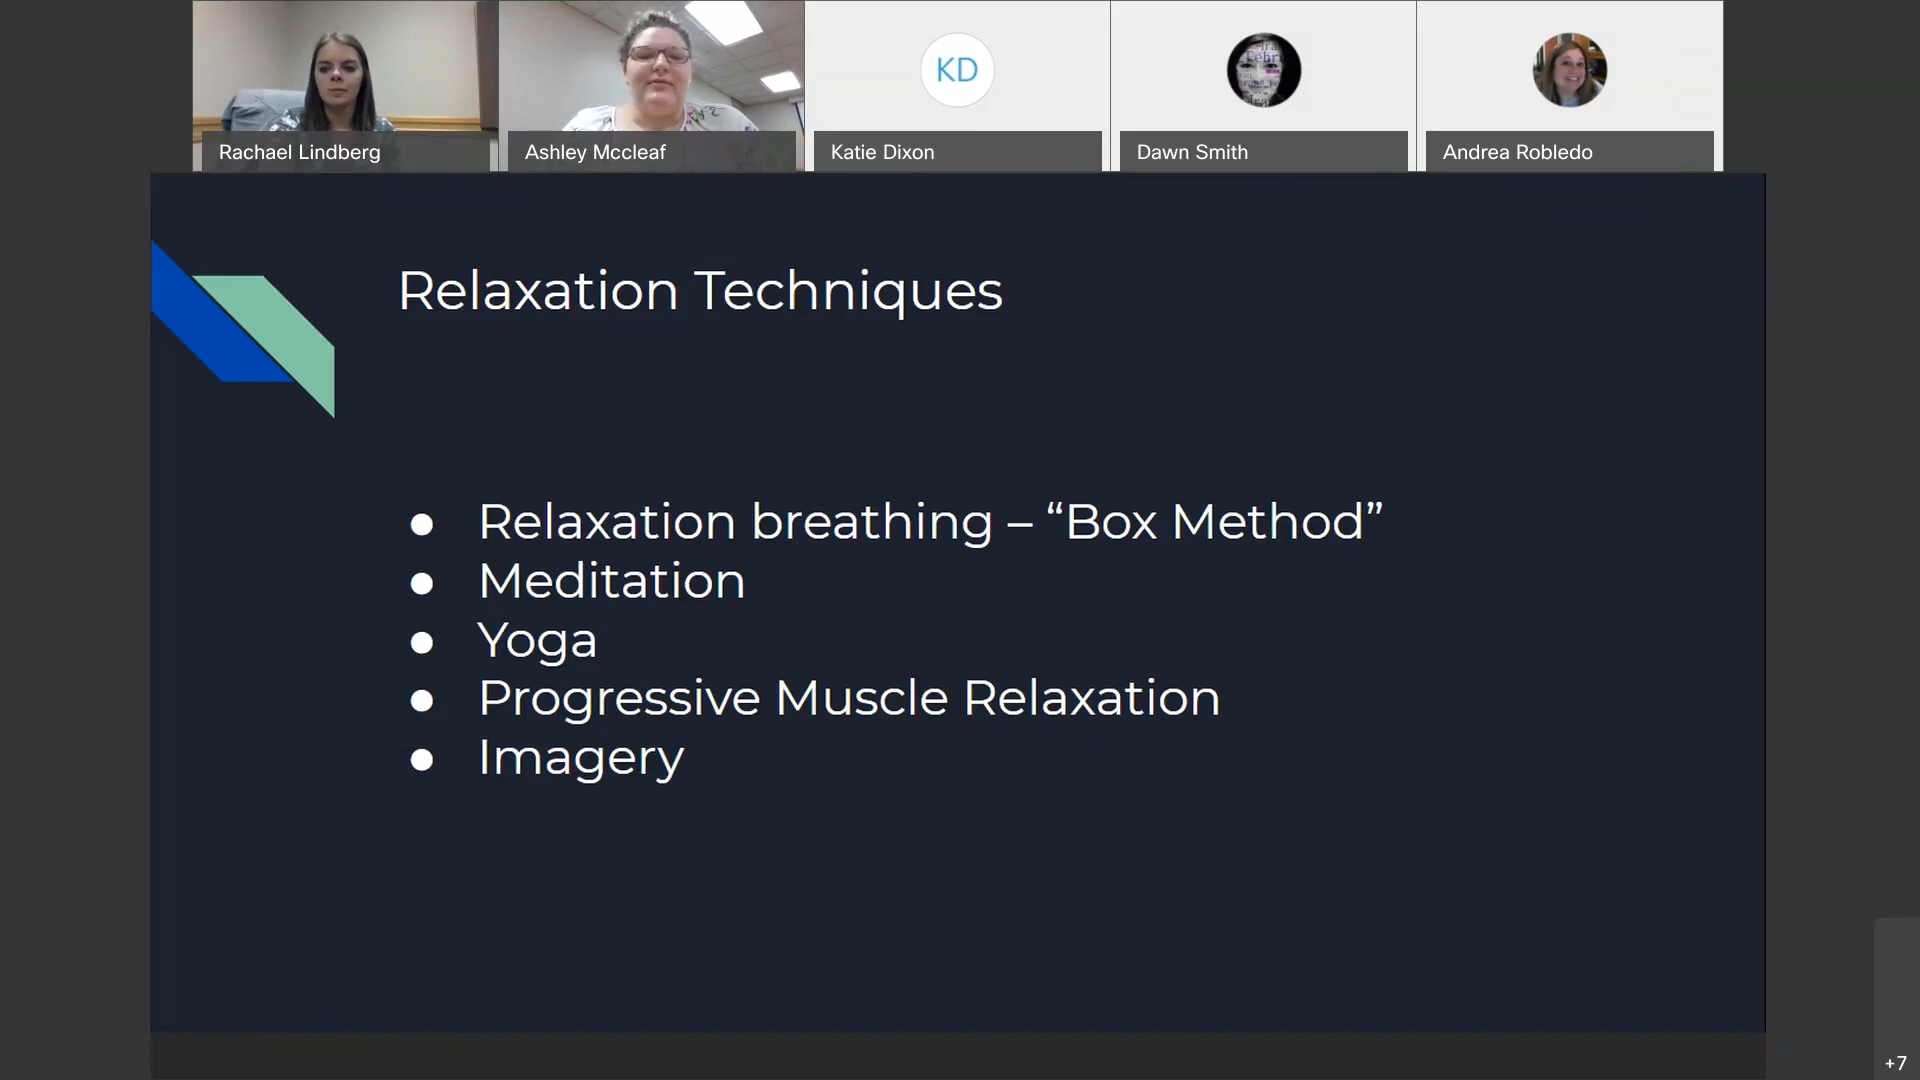 Rachael Lindberg
Ashley Mccleaf
KD
Katie Dixon
Dawn Smith
Andrea Robledo
Relaxation Techniques
● Relaxation breathing – “Box Method”
● Meditation
● Yoga
● Progressive Muscle Relaxation
● Imagery
+7